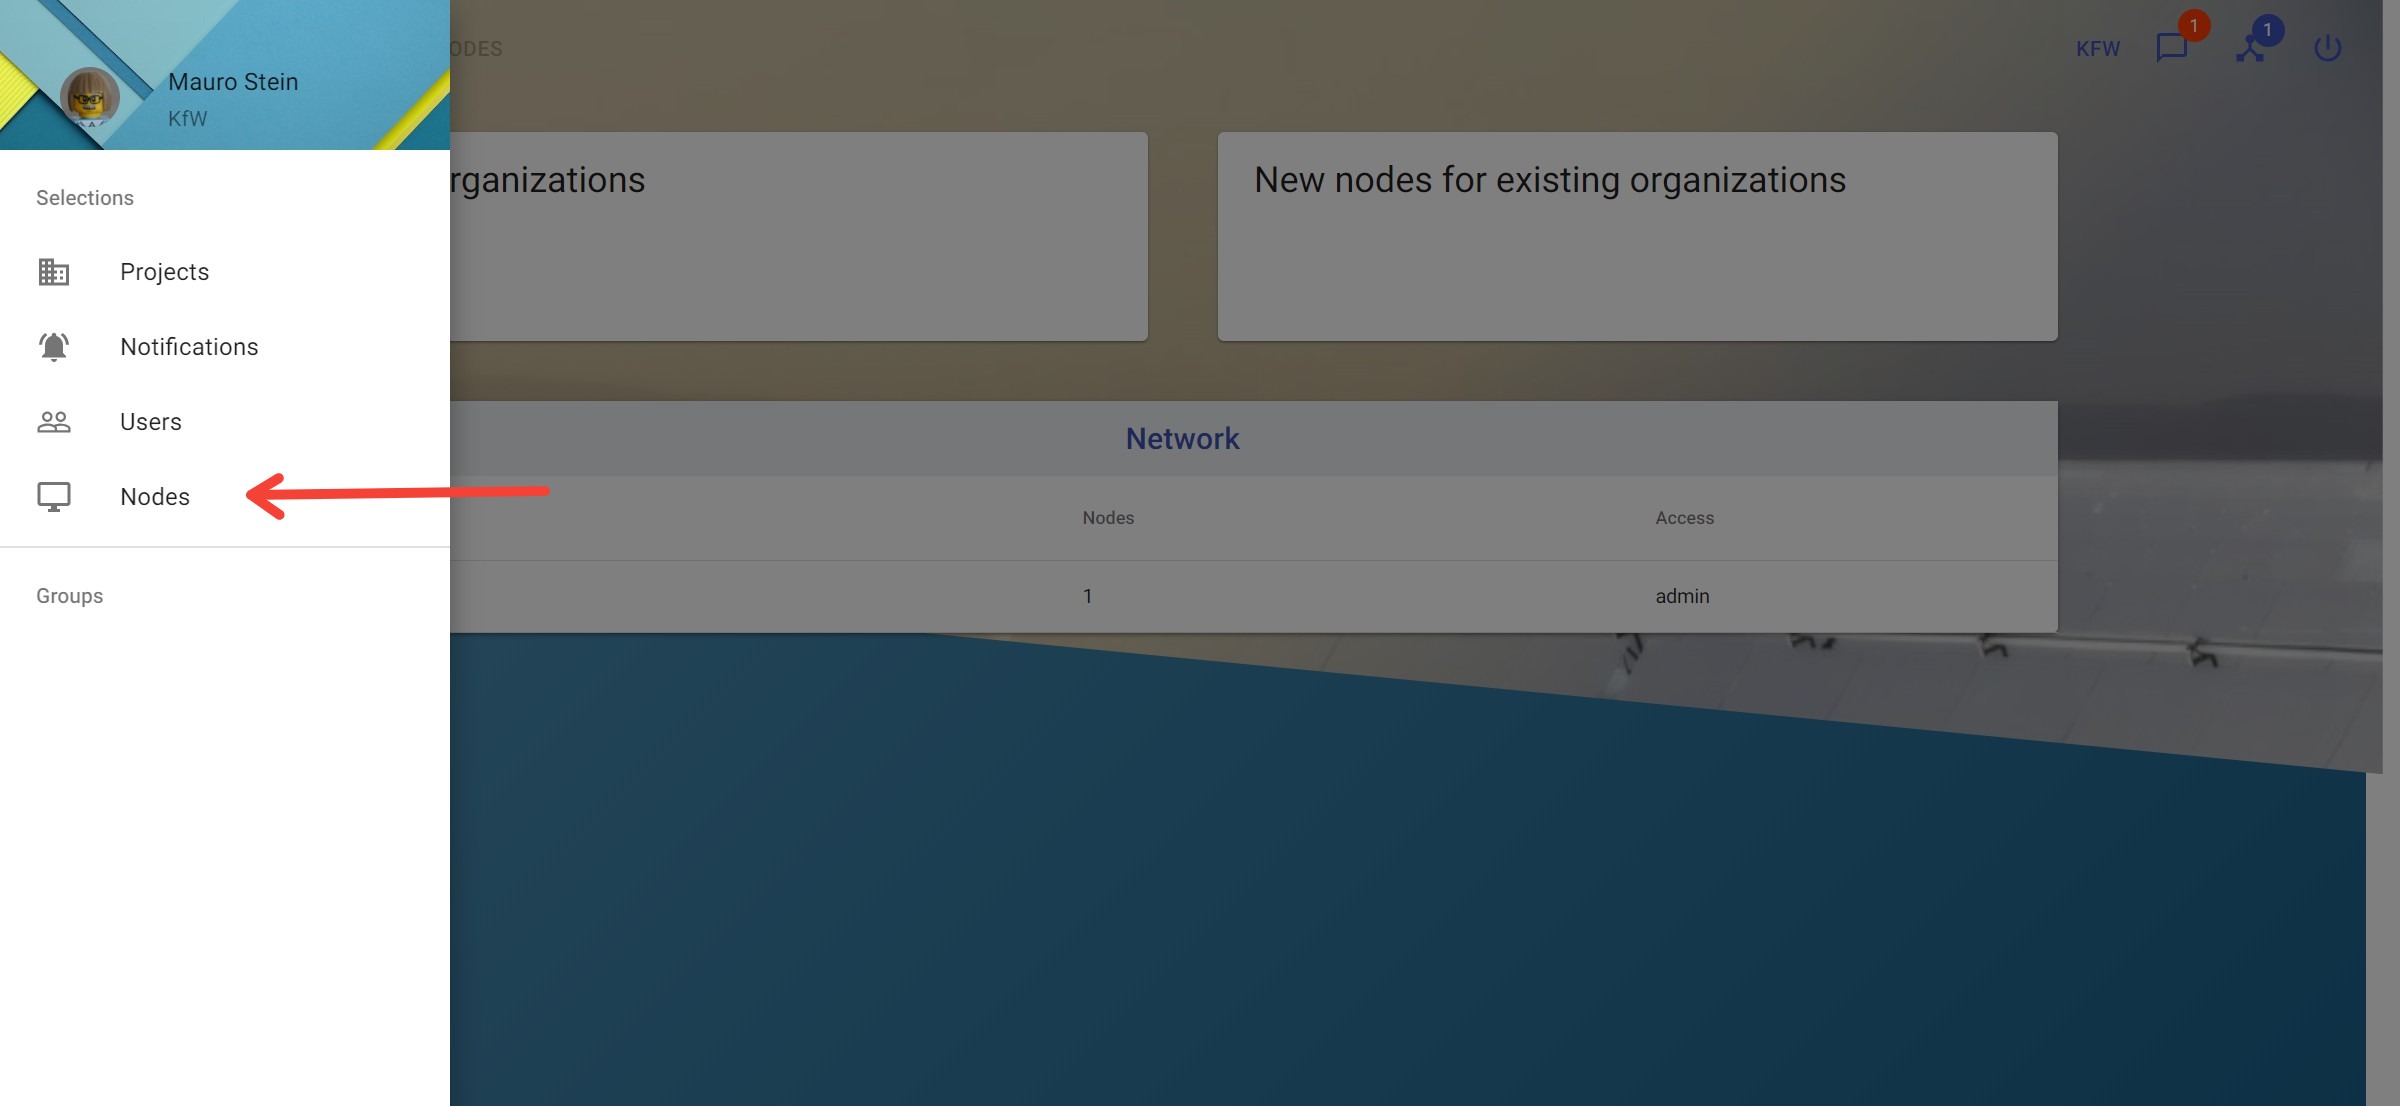 Mauro Stein
KfW
Selections
Projects
Notifications
Users
Nodes
Groups
ODES
KFW
1
1
rganizations
New nodes for existing organizations
Network
Nodes
Access
1
admin